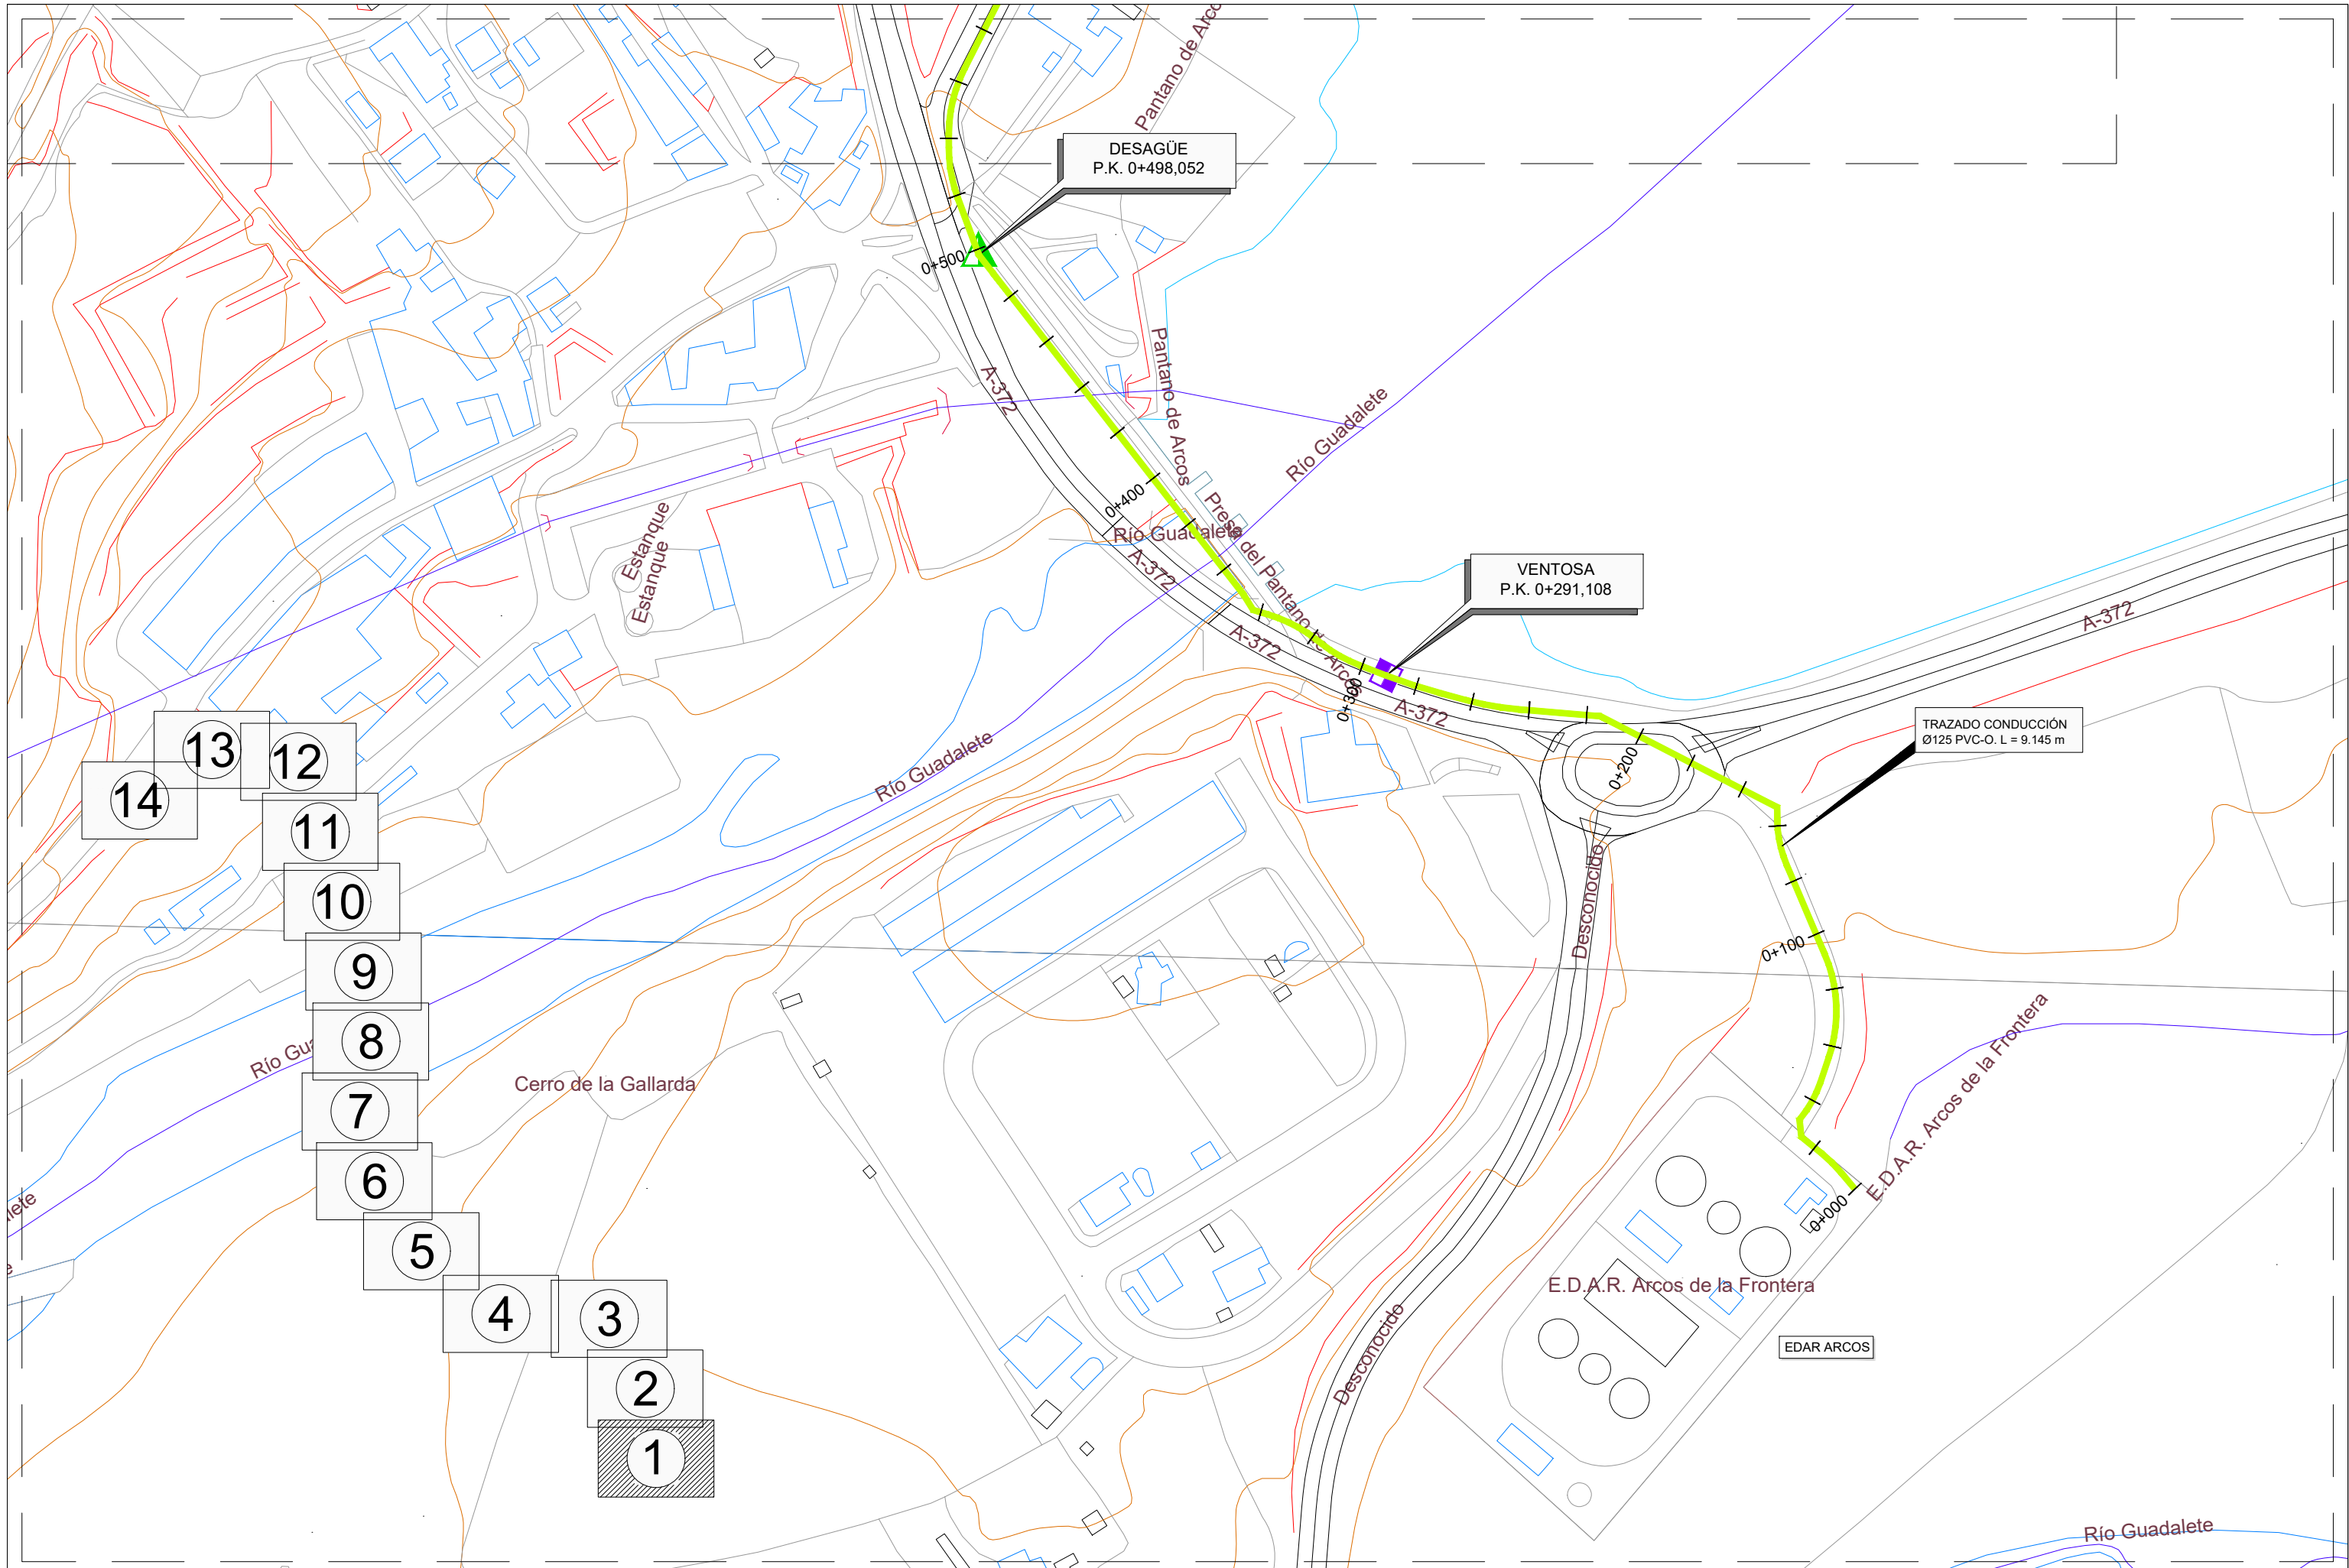 Pantano de Arco
DESAGÜE
P.K. 0+498,052
0+500
A-372
Pantano de Arcos
Río Guadalete
0+400
Río Guadalete
Presa del Pantano de Arcos
Estanque
Estanque
A-372
VENTOSA
P.K. 0+291,108
A-372
A-372
0+300
A-372
TRAZADO CONDUCCIÓN
Ø125 PVC-O. L = 9.145 m
0+200
Río Guadalete
13
12
14
11
10
Desconocido
0+100
9
8
Río Gua
E.D.A.R. Arcos de la Frontera
Cerro de la Gallarda
7
6
lete
0+000
5
e
E.D.A.R. Arcos de la Frontera
4
3
Desconocido
EDAR ARCOS
2
1
Río Guadalete